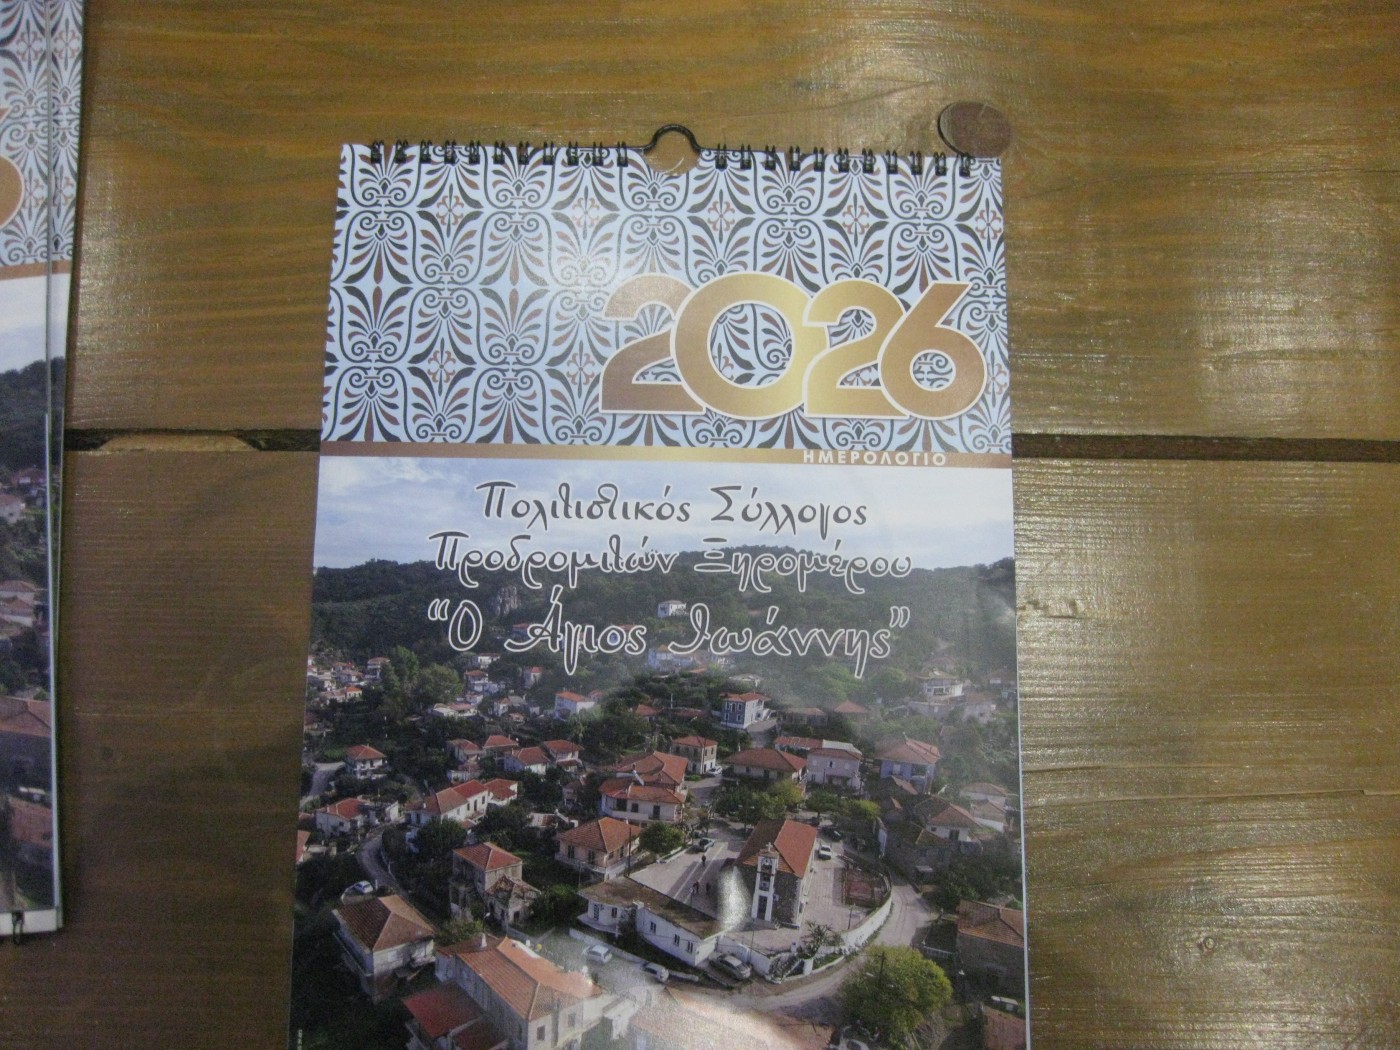 2026
ΗΜΕΡΟΛΟΓΙΟ
Πολιτιστικός Σύλλογος
Προδρομιτών Ξηρομέρου
“Ο Άγιος Ιωάννης”